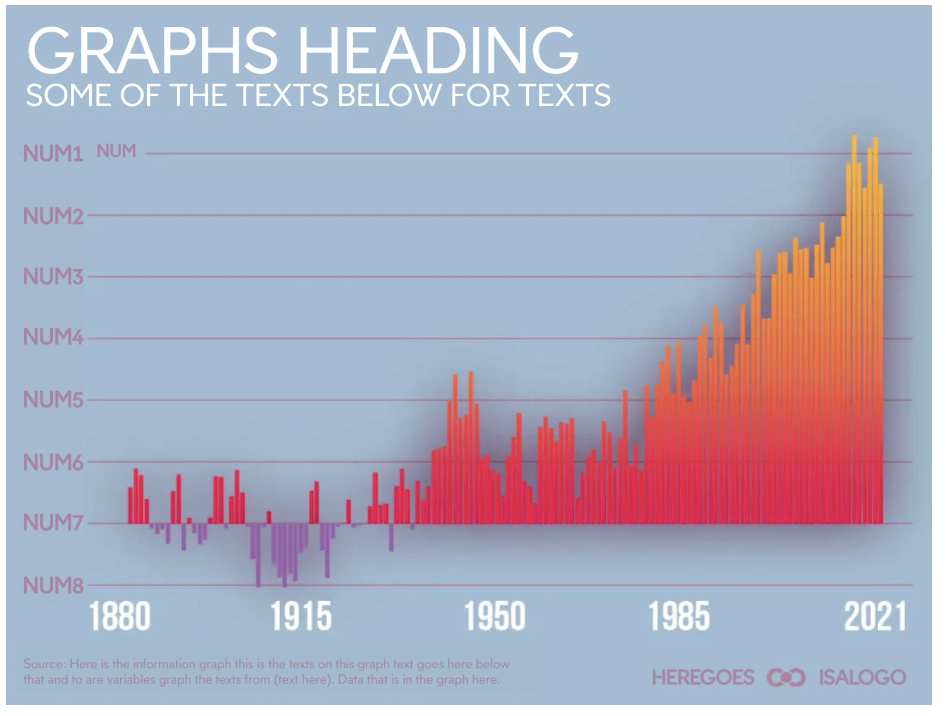 GRAPHS HEADING
SOME OF THE TEXTS BELOW FOR TEXTS
NUM1 NUM
NUM2
NUM3
NUM4
NUM5
NUM6
NUM7
NUM8
1880 1915 1950 1985 2021
Source: Here is the information graph this is the texts on this graph text goes here below
that and to are variables graph the texts from (text here). Data that is in the graph here.
HEREGOES ISALOGO